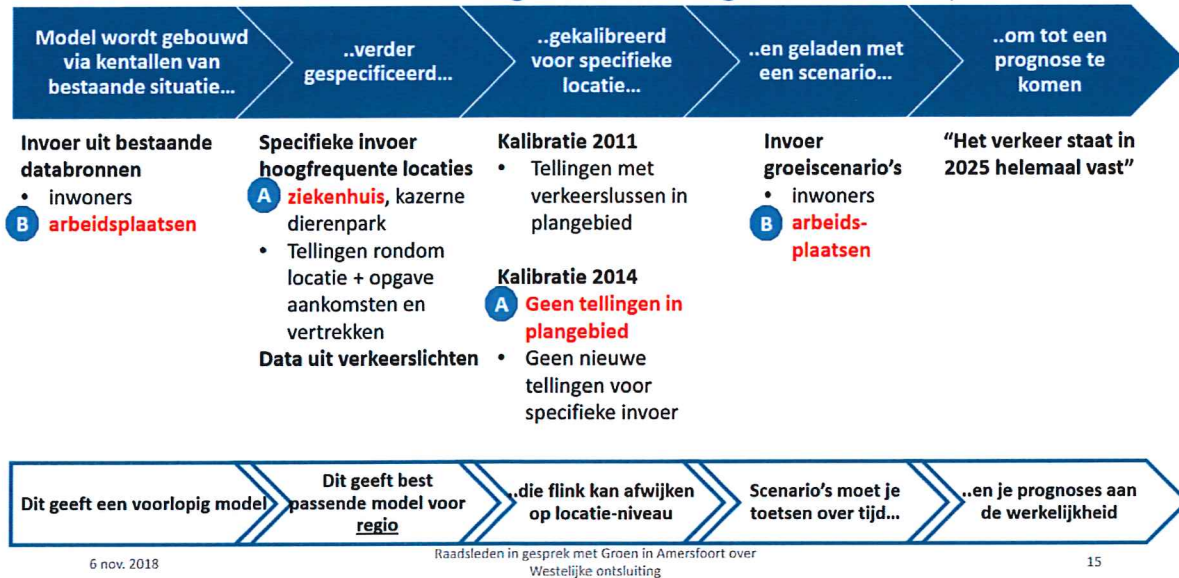 Model wordt gebouwd
via kentallen van
bestaande situatie...
..verder
gespecificeerd...
..gekalibreerd
voor specifieke
locatie...
..en geladen met
een scenario...
..om tot een
prognose te
komen
Invoer uit bestaande
databronnen
• inwoners
B arbeidsplaatsen
Specifieke invoer
hoogfrequente locaties
A ziekenhuis, kazerne
dierenpark
• Tellingen rondom
locatie + opgave
aankomsten en
vertrekken
Data uit verkeerslichten
Kalibratie 2011
• Tellingen met
verkeerslussen in
plangebied
Kalibratie 2014
A Geen tellingen in
plangebied
• Geen nieuwe
tellingen voor
specifieke invoer
Invoer
groeiscenario's
• inwoners
B arbeids-
plaatsen
“Het verkeer staat in
2025 helemaal vast”
Dit geeft een voorlopig model
Dit geeft best
passende model voor
regio
..die flink kan afwijken
op locatie-niveau
Scenario's moet je
toetsen over tijd...
..en je prognoses aan
de werkelijkheid
6 nov. 2018
Raadsleden in gesprek met Groen in Amersfoort over
Westelijke ontsluiting
15